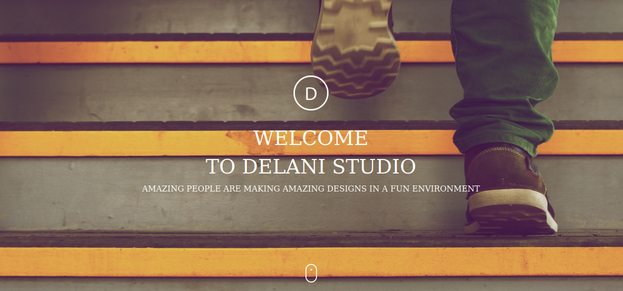 D
WELCOME
TO DELANI STUDIO
AMAZING PEOPLE ARE MAKING AMAZING DESIGNS IN A FUN ENVIRONMENT